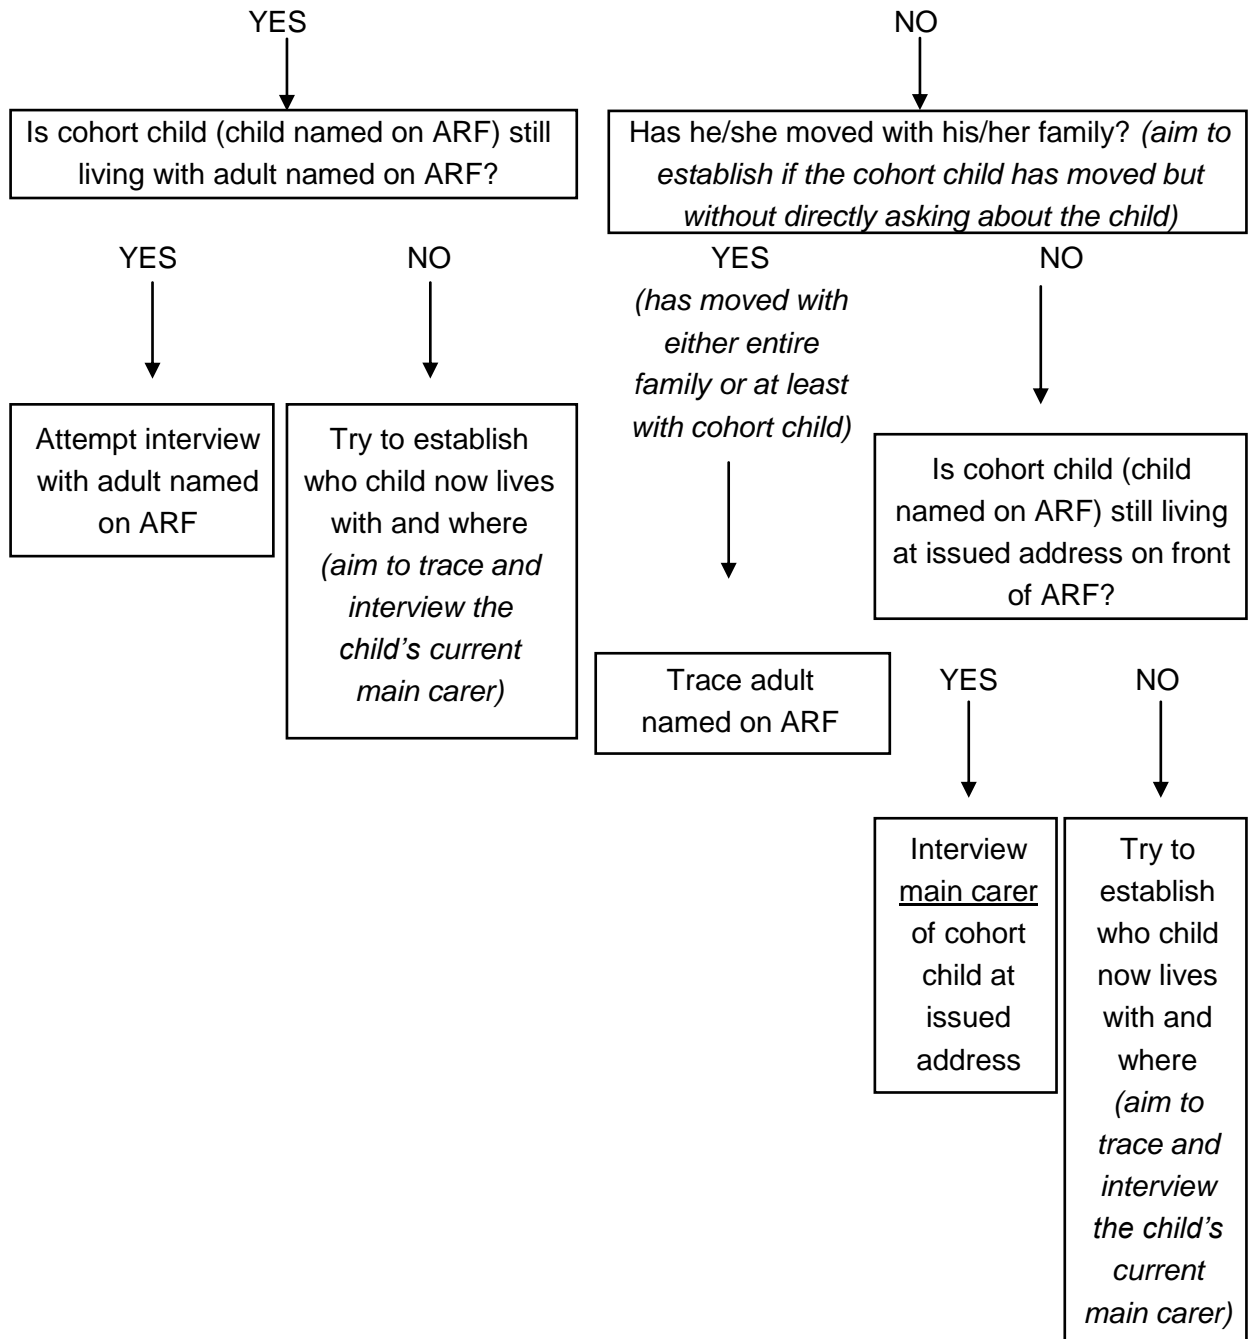 YES
NO
Is cohort child (child named on ARF) still
living with adult named on ARF?
Has he/she moved with his/her family? (aim to
establish if the cohort child has moved but
without directly asking about the child)
YES
NO
YES
(has moved with
either entire
family or at least
with cohort child)
NO
Attempt interview
with adult named
on ARF
Try to establish
who child now lives
with and where
(aim to trace and
interview the
child’s current
main carer)
Is cohort child (child
named on ARF) still living
at issued address on front
of ARF?
Trace adult
named on ARF
YES
NO
Interview
main carer
of cohort
child at
issued
address
Try to
establish
who child
now lives
with and
where
(aim to
trace and
interview
the child’s
current
main carer)